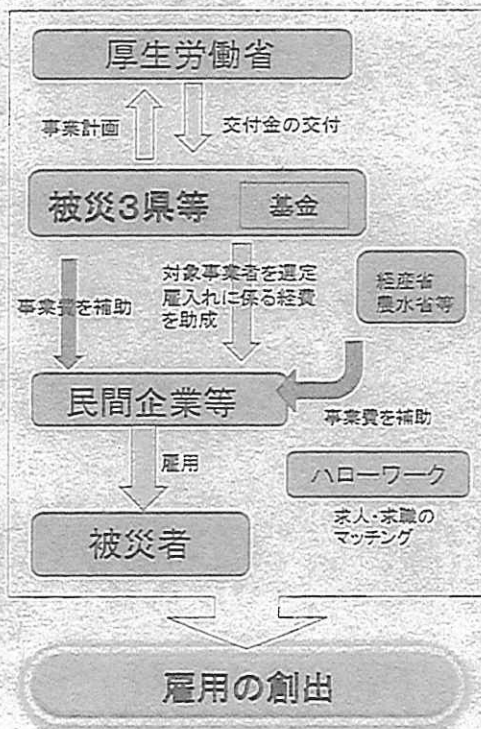 厚生労働省
事業計画
交付金の交付
被災3県等
基金
事業費を補助
対象事業者を選定
雇入れに係る経費
を助成
経産省
農水省等
民間企業等
事業費を補助
雇用
ハローワーク
求人・求職の
マッチング
被災者
雇用の創出